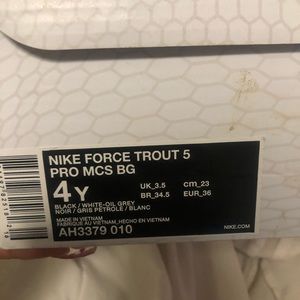 NIKE FORCE TROUT 5
PRO MCS BG
4 Y
UK_3.5 cm_23
BR_34.5 EUR_36
BLACK / WHITE-OIL GREY
NOIR / GRIS PETROLE / BLANC
MADE IN VIETNAM
FABRIQUE AU VIETNAM_HECHO EN VIETNAM
AH3379 010
NIKE.COM